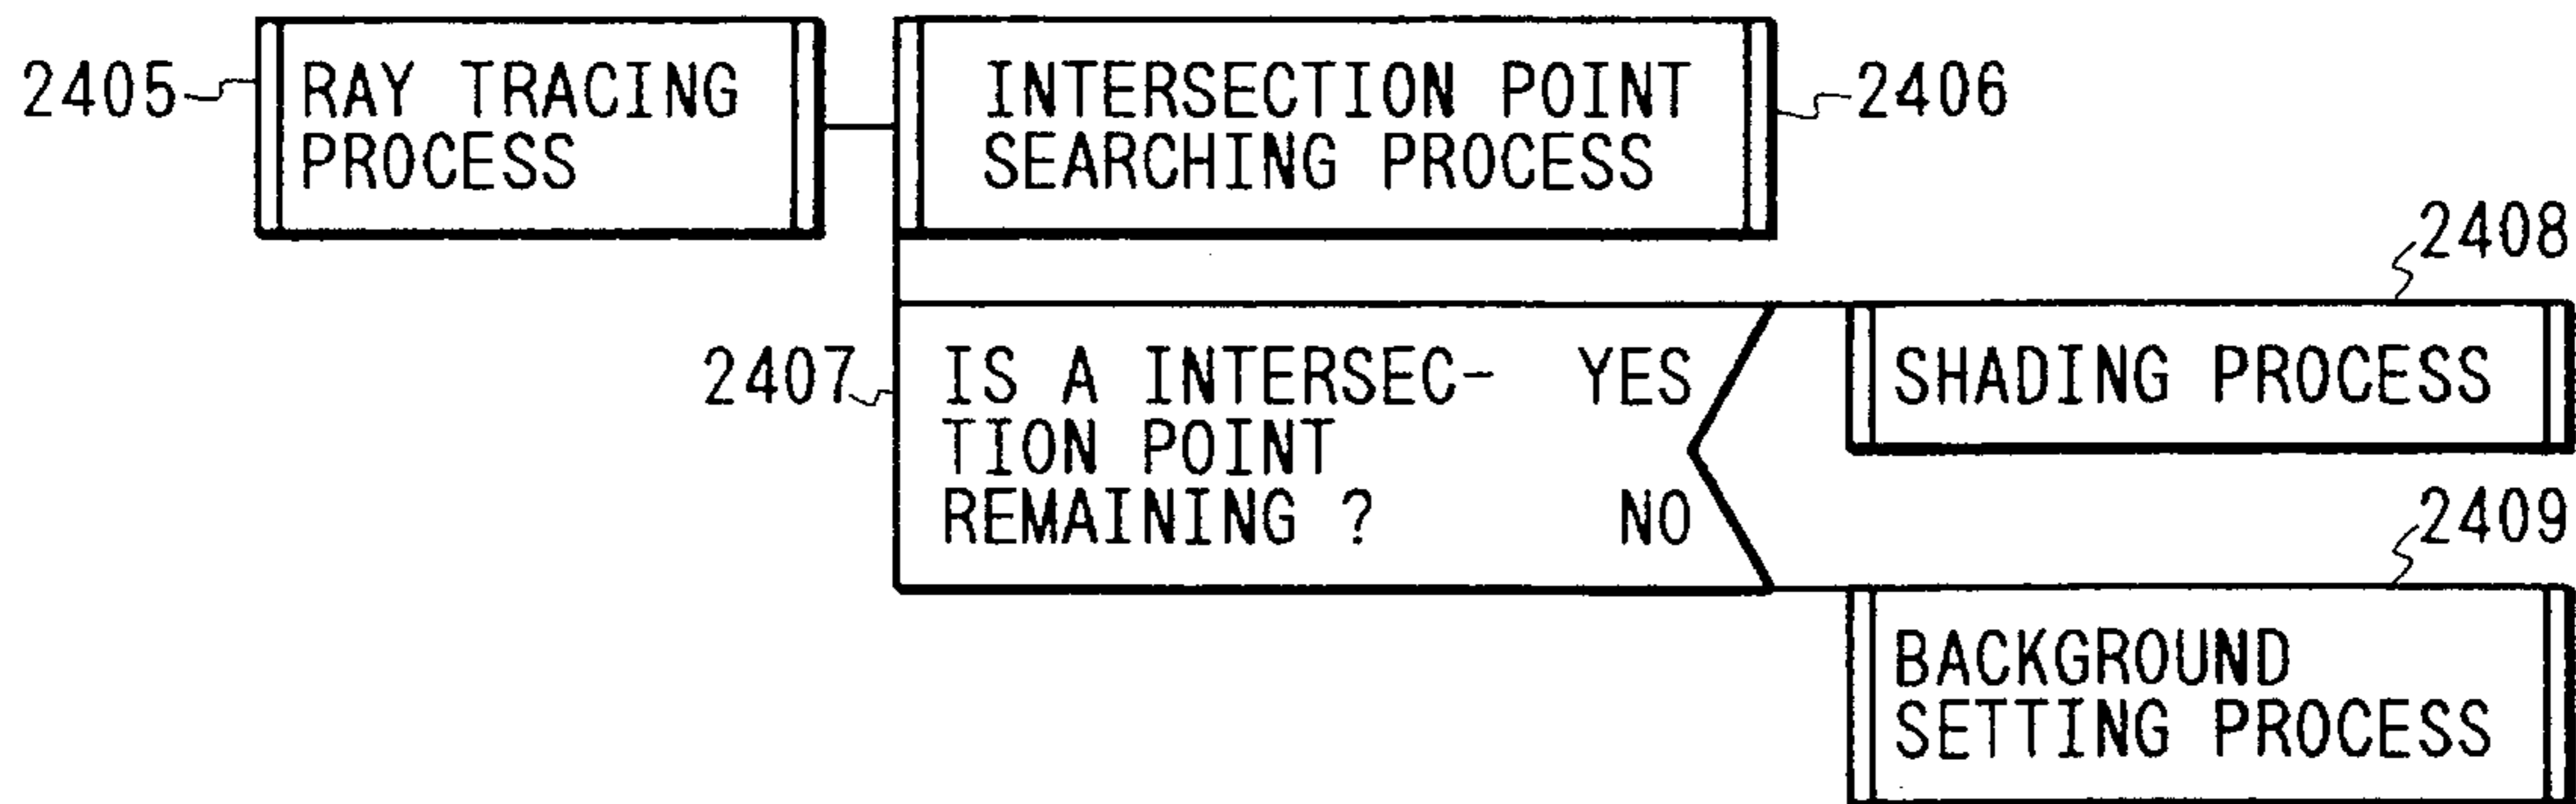 2405
RAY TRACING
PROCESS
INTERSECTION POINT
SEARCHING PROCESS
2406
2407
IS A INTERSEC- YES
TION POINT
REMAINING ? NO
2408
SHADING PROCESS
2409
BACKGROUND
SETTING PROCESS